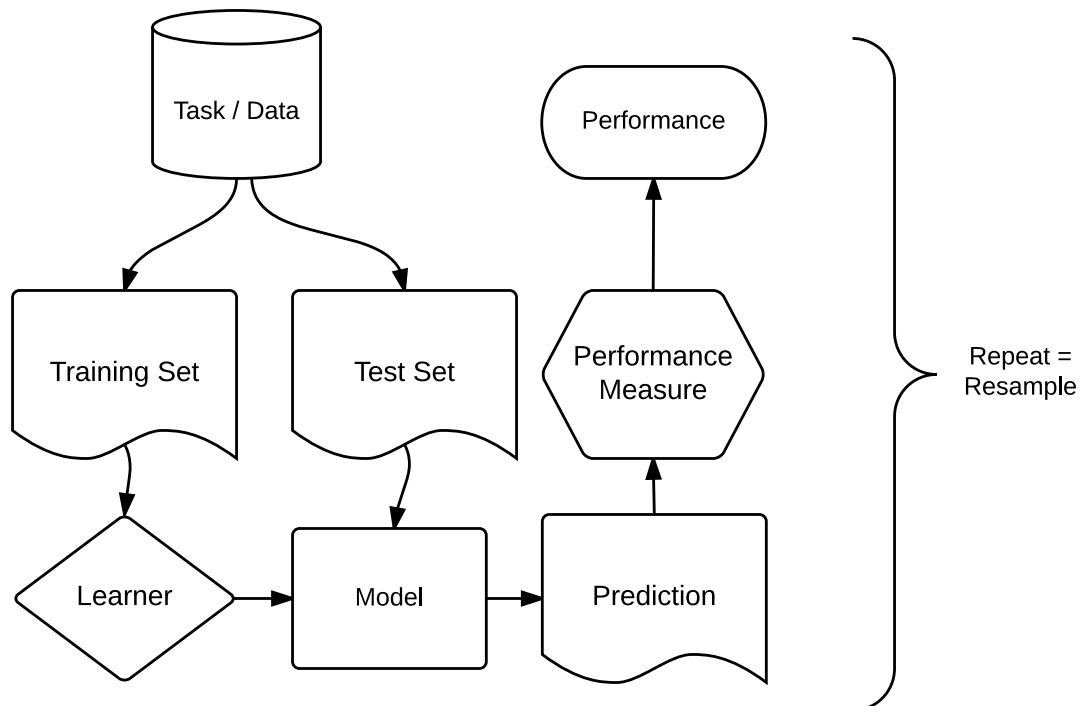 Task / Data
Performance
Training Set
Test Set
Performance
Measure
Repeat =
Resample
Learner
Model
Prediction